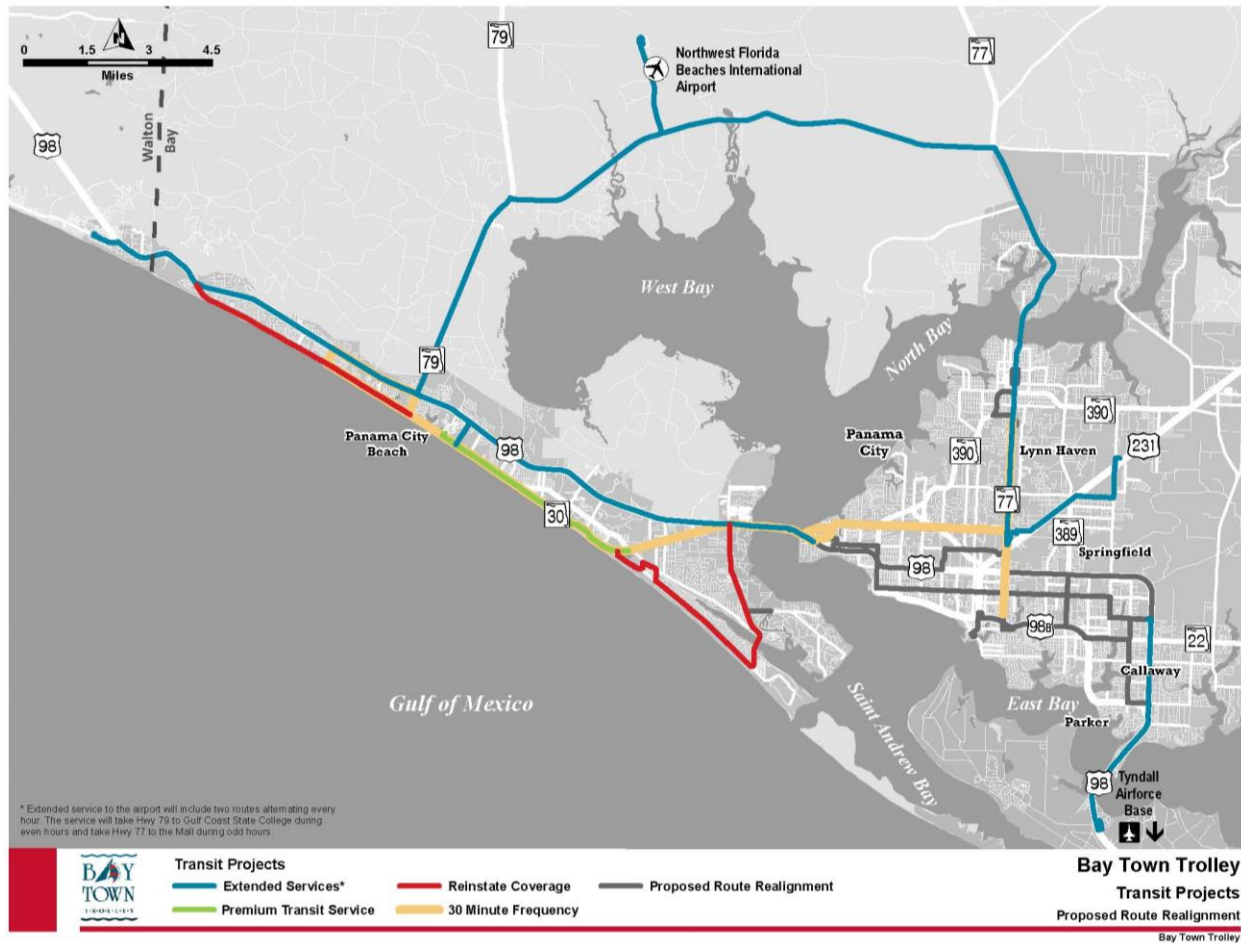 0 1.5 3 4.5
Miles
N
79
77
Northwest Florida
Beaches International
Airport
98
Walton
Bay
West Bay
North Bay
79
390
Panama City
Beach
98
Panama
City
390
Lynn Haven
231
30
77
389
Springfield
98
98B
22
Callaway
Gulf of Mexico
Saint Andrew Bay
East Bay
Parker
98
Tyndall
Airforce
Base
* Extended service to the airport will include two routes alternating every
hour. The service will take Hwy 79 to Gulf Coast State College during
even hours and take Hwy 77 to the Mall during odd hours.
BAY
TOWN
TROLLEY
Transit Projects
Extended Services*
Reinstate Coverage
Proposed Route Realignment
Premium Transit Service
30 Minute Frequency
Bay Town Trolley
Transit Projects
Proposed Route Realignment
Bay Town Trolley